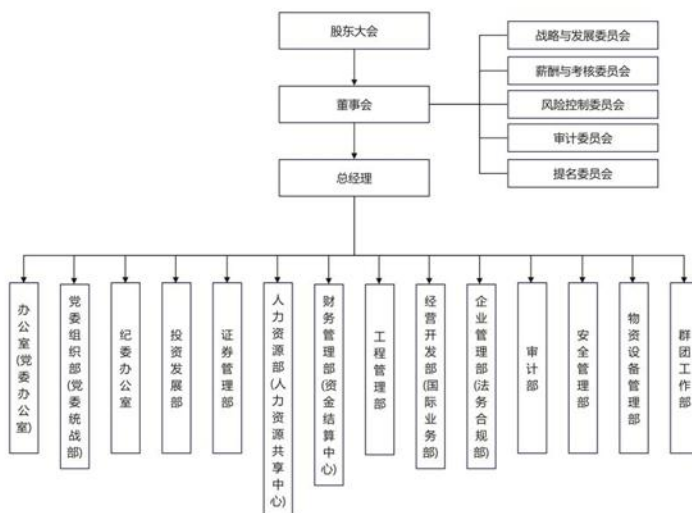 股东大会
董事会
总经理
战略与发展委员会
薪酬与考核委员会
风险控制委员会
审计委员会
提名委员会
办公室(党委办公室)
党委组织部(党委统战部)
纪委办公室
投资发展部
证券管理部
人力资源部(人力资源共享中心)
财务管理部(资金结算中心)
工程管理部
经营开发部(国际业务部)
企业管理部(法务合规部)
审计部
安全管理部
物资设备管理部
群团工作部